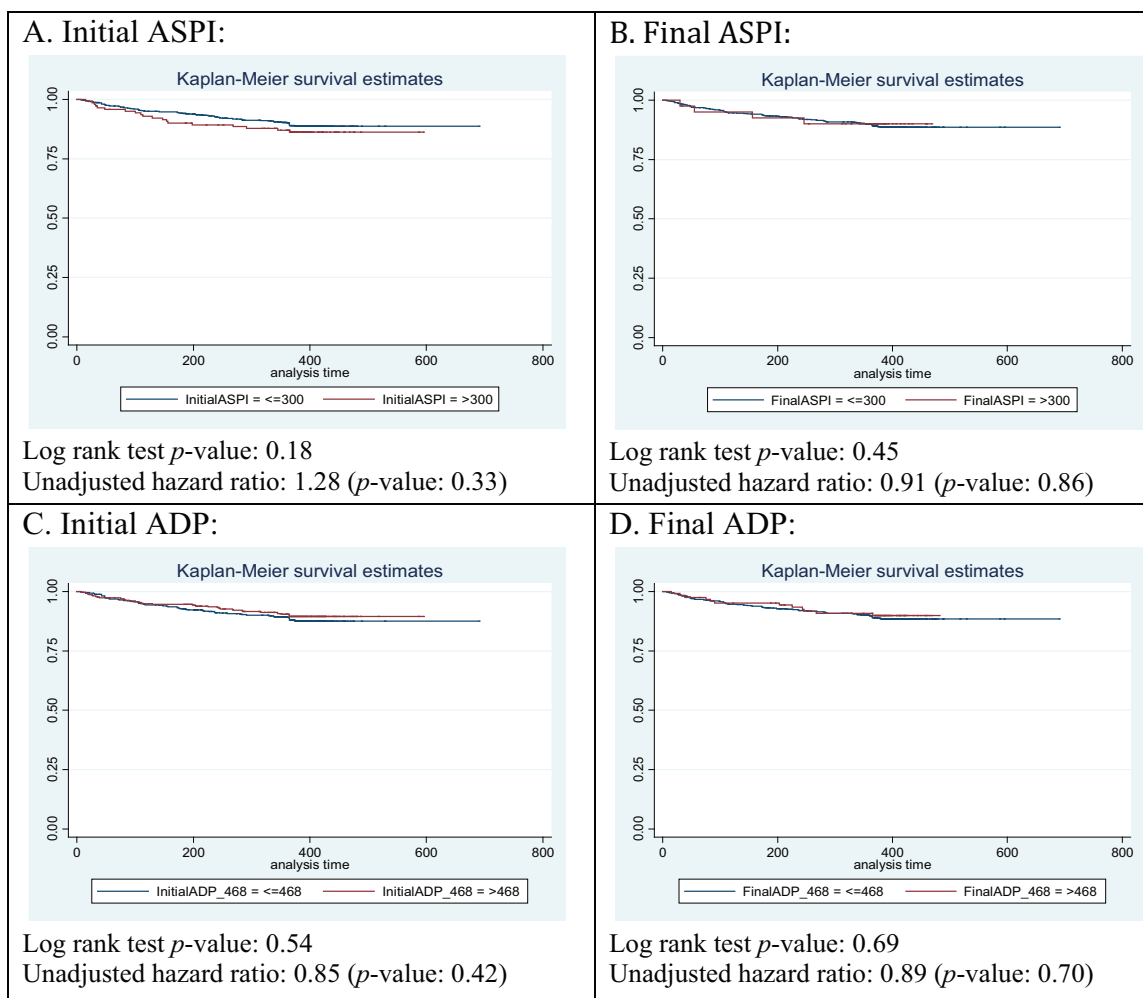 A. Initial ASPI:
Kaplan-Meier survival estimates
1.00
0.75
0.50
0.25
0.00
0 200 400 600 800
analysis time
InitialASPI = <=300 InitialASPI = >300
Log rank test p-value: 0.18
Unadjusted hazard ratio: 1.28 (p-value: 0.33)
B. Final ASPI:
Kaplan-Meier survival estimates
1.00
0.75
0.50
0.25
0.00
0 200 400 600 800
analysis time
FinalASPI = <=300 FinalASPI = >300
Log rank test p-value: 0.45
Unadjusted hazard ratio: 0.91 (p-value: 0.86)
C. Initial ADP:
Kaplan-Meier survival estimates
1.00
0.75
0.50
0.25
0.00
0 200 400 600 800
analysis time
InitialADP_468 = <=468 InitialADP_468 = >468
Log rank test p-value: 0.54
Unadjusted hazard ratio: 0.85 (p-value: 0.42)
D. Final ADP:
Kaplan-Meier survival estimates
1.00
0.75
0.50
0.25
0.00
0 200 400 600 800
analysis time
FinalADP_468 = <=468 FinalADP_468 = >468
Log rank test p-value: 0.69
Unadjusted hazard ratio: 0.89 (p-value: 0.70)